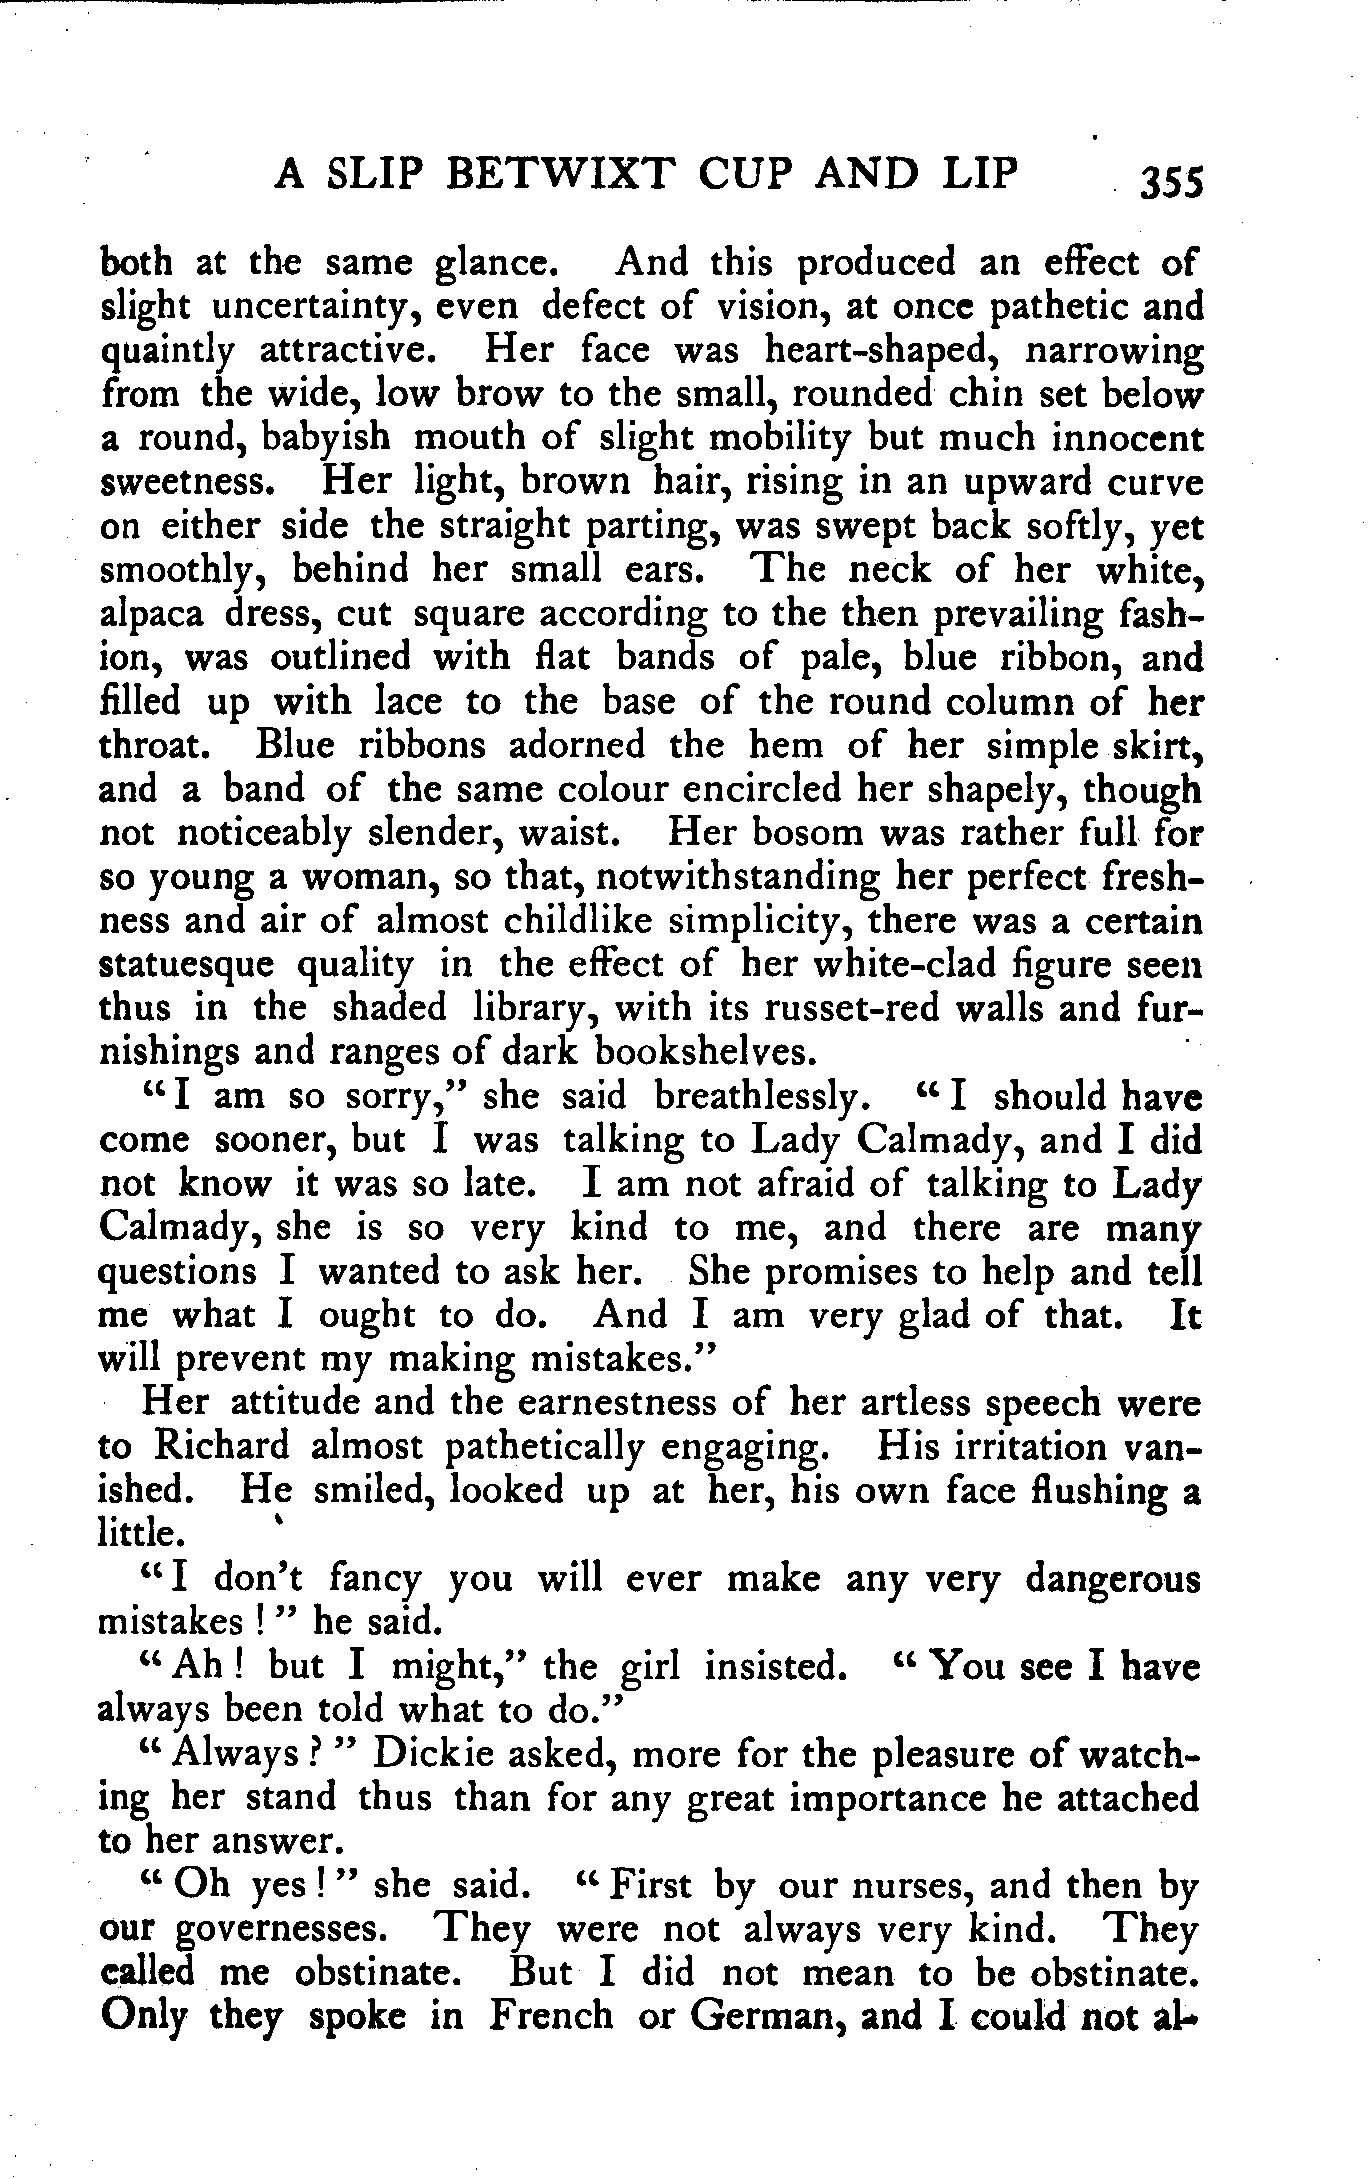 A SLIP BETWIXT CUP AND LIP 355
both at the same glance. And this produced an effect of
slight uncertainty, even defect of vision, at once pathetic and
quaintly attractive. Her face was heart-shaped, narrowing
from the wide, low brow to the small, rounded chin set below
a round, babyish mouth of slight mobility but much innocent
sweetness. Her light, brown hair, rising in an upward curve
on either side the straight parting, was swept back softly, yet
smoothly, behind her small ears. The neck of her white,
alpaca dress, cut square according to the then prevailing fash-
ion, was outlined with flat bands of pale, blue ribbon, and
filled up with lace to the base of the round column of her
throat. Blue ribbons adorned the hem of her simple skirt,
and a band of the same colour encircled her shapely, though
not noticeably slender, waist. Her bosom was rather full for
so young a woman, so that, notwithstanding her perfect fresh-
ness and air of almost childlike simplicity, there was a certain
statuesque quality in the effect of her white-clad figure seen
thus in the shaded library, with its russet-red walls and fur-
nishings and ranges of dark bookshelves.
“I am so sorry,” she said breathlessly. “I should have
come sooner, but I was talking to Lady Calmady, and I did
not know it was so late. I am not afraid of talking to Lady
Calmady, she is so very kind to me, and there are many
questions I wanted to ask her. She promises to help and tell
me what I ought to do. And I am very glad of that. It
will prevent my making mistakes.”
Her attitude and the earnestness of her artless speech were
to Richard almost pathetically engaging. His irritation van-
ished. He smiled, looked up at her, his own face flushing a
little.
“I don’t fancy you will ever make any very dangerous
mistakes!” he said.
“Ah! but I might,” the girl insisted. “You see I have
always been told what to do.”
“Always?” Dickie asked, more for the pleasure of watch-
ing her stand thus than for any great importance he attached
to her answer.
“Oh yes!” she said. “First by our nurses, and then by
our governesses. They were not always very kind. They
called me obstinate. But I did not mean to be obstinate.
Only they spoke in French or German, and I could not al-